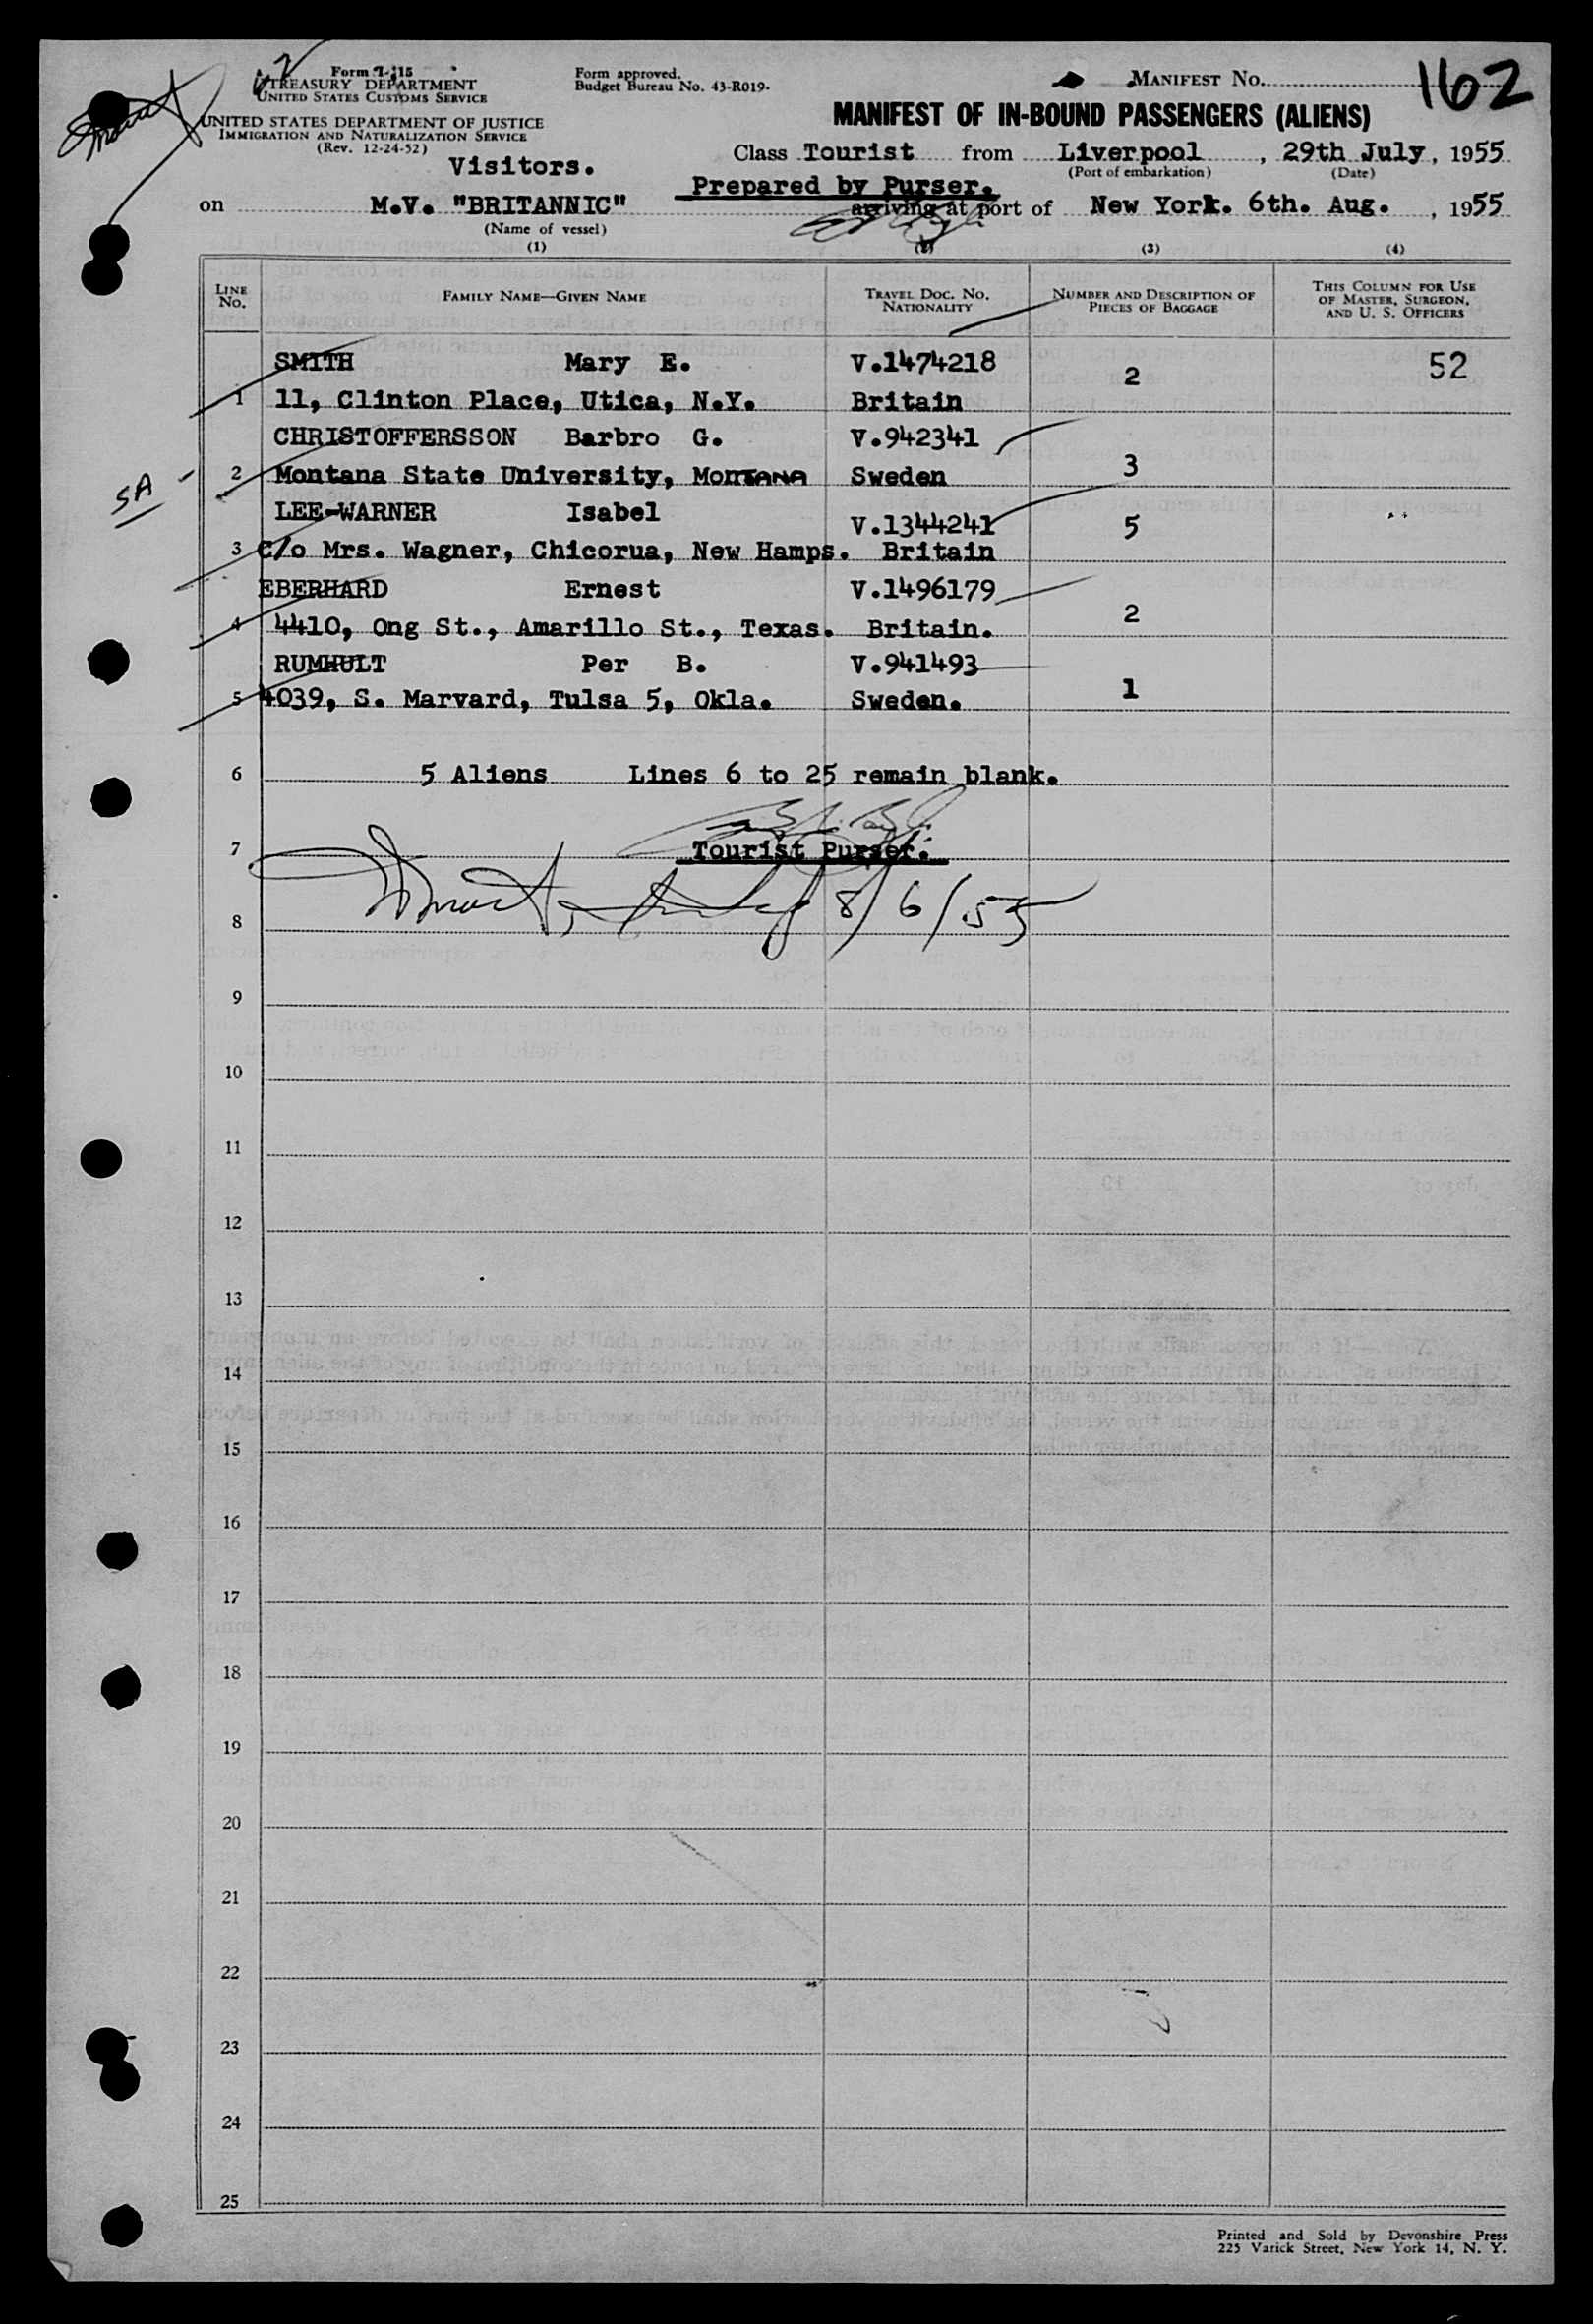 Form I-415
TREASURY DEPARTMENT
UNITED STATES CUSTOMS SERVICE
UNITED STATES DEPARTMENT OF JUSTICE
IMMIGRATION AND NATURALIZATION SERVICE
(Rev. 12-24-52)
Form approved.
Budget Bureau No. 43-R019.
MANIFEST No. 162
MANIFEST OF IN-BOUND PASSENGERS (ALIENS)
Visitors.
Class Tourist from Liverpool, 29th July, 1955
(Port of embarkation) (Date)
Prepared by Purser.
on M.V. "BRITANNIC" arriving at port of New York. 6th. Aug., 1955
(Name of vessel)
(1) (2) (3) (4)
LINE No. FAMILY NAME—GIVEN NAME TRAVEL DOC. NO. NATIONALITY NUMBER AND DESCRIPTION OF PIECES OF BAGGAGE THIS COLUMN FOR USE OF MASTER, SURGEON, AND U. S. OFFICERS
SMITH Mary E. V.1474218 2 52
1 11, Clinton Place, Utica, N.Y. Britain
CHRISTOFFERSSON Barbro G. V.942341 3
SA 2 Montana State University, Montana Sweden
LEE-WARNER Isabel V.1344241 5
3 C/o Mrs. Wagner, Chicorua, New Hamps. Britain
EBERHARD Ernest V.1496179 2
4 4410, Ong St., Amarillo St., Texas. Britain.
RUMHULT Per B. V.941493 1
5 4039, S. Marvard, Tulsa 5, Okla. Sweden.
6 5 Aliens Lines 6 to 25 remain blank.
7 Tourist Purser.
8 8/6/55
9
10
11
12
13
14
15
16
17
18
19
20
21
22
23
24
25
Printed and Sold by Devonshire Press
225 Varick Street, New York 14, N. Y.